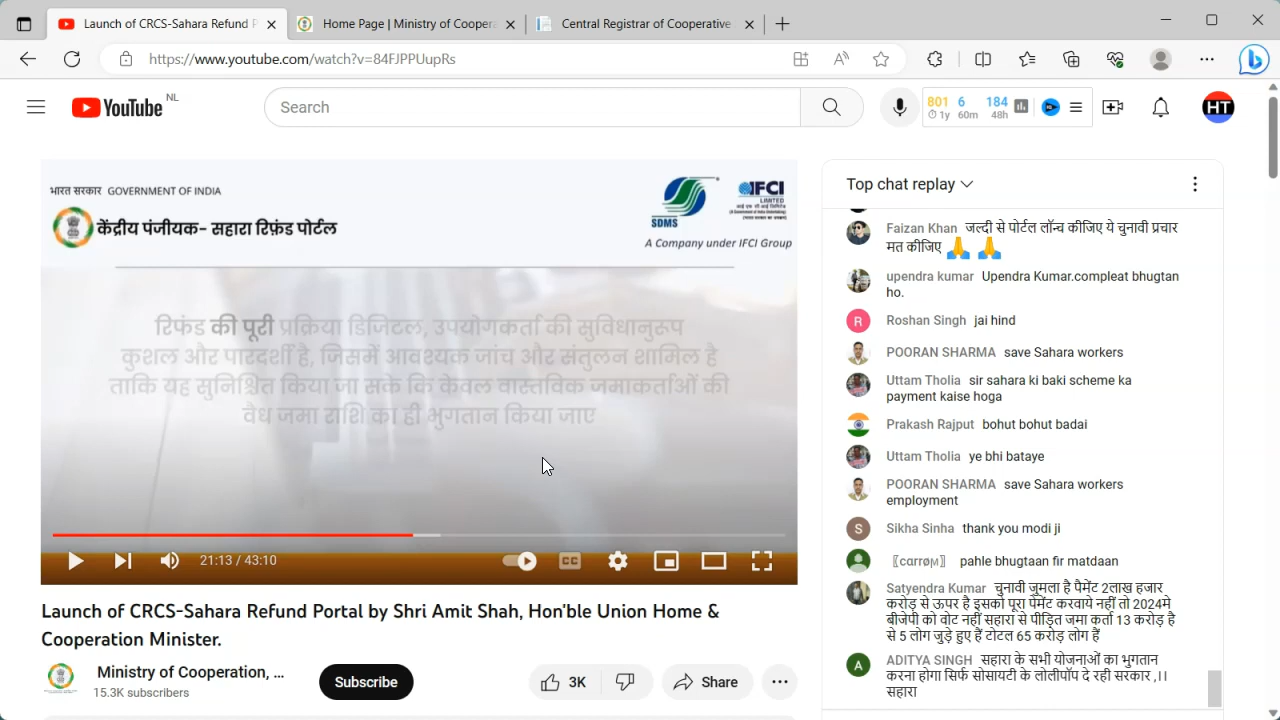 Launch of CRCS-Sahara Refund P
Home Page | Ministry of Cooper
Central Registrar of Cooperative
https://www.youtube.com/watch?v=84FJPPUupRs
YouTube NL
Search
801 6 184
1y 60m 48h
HT
भारत सरकार GOVERNMENT OF INDIA
केंद्रीय पंजीयक- सहारा रिफ़ंड पोर्टल
SDMS
IFCI
LIMITED
A Company under IFCI Group
रिफंड की पूरी प्रक्रिया डिजिटल, उपयोगकर्ता की सुविधानुरूप
कुशल और पारदर्शी है, जिसमें आवश्यक जांच और संतुलन शामिल है
ताकि यह सुनिश्चित किया जा सके कि केवल वास्तविक जमाकर्ताओं की
वैध जमा राशि का ही भुगतान किया जाए
21:13 / 43:10
CC
Launch of CRCS-Sahara Refund Portal by Shri Amit Shah, Hon'ble Union Home &
Cooperation Minister.
Ministry of Cooperation, ...
15.3K subscribers
Subscribe
3K
Share
Top chat replay
Faizan Khan जल्दी से पोर्टल लॉन्च कीजिए ये चुनावी प्रचार
मत कीजिए 🙏 🙏
upendra kumar Upendra Kumar.compleat bhugtan
ho.
R
Roshan Singh jai hind
POORAN SHARMA save Sahara workers
Uttam Tholia sir sahara ki baki scheme ka
payment kaise hoga
Prakash Rajput bohut bohut badai
Uttam Tholia ye bhi bataye
POORAN SHARMA save Sahara workers
employment
S
Sikha Sinha thank you modi ji
〖cαrrøм〗 pahle bhugtaan fir matdaan
Satyendra Kumar चुनावी जुमला है पैमेंट 2लाख हजार
करोड़ से ऊपर है इसको पूरा पैमेंट करवाये नहीं तो 2024मे
बीजेपी को वोट नहीं सहारा से पीड़ित जमा कर्ता 13 करोड़ है
से 5 लोग जुड़े हुए हैं टोटल 65 करोड़ लोग हैं
A
ADITYA SINGH सहारा के सभी योजनाओं का भुगतान
करना होगा सिर्फ सोसायटी के लोलीपॉप दे रही सरकार ,।।
सहारा